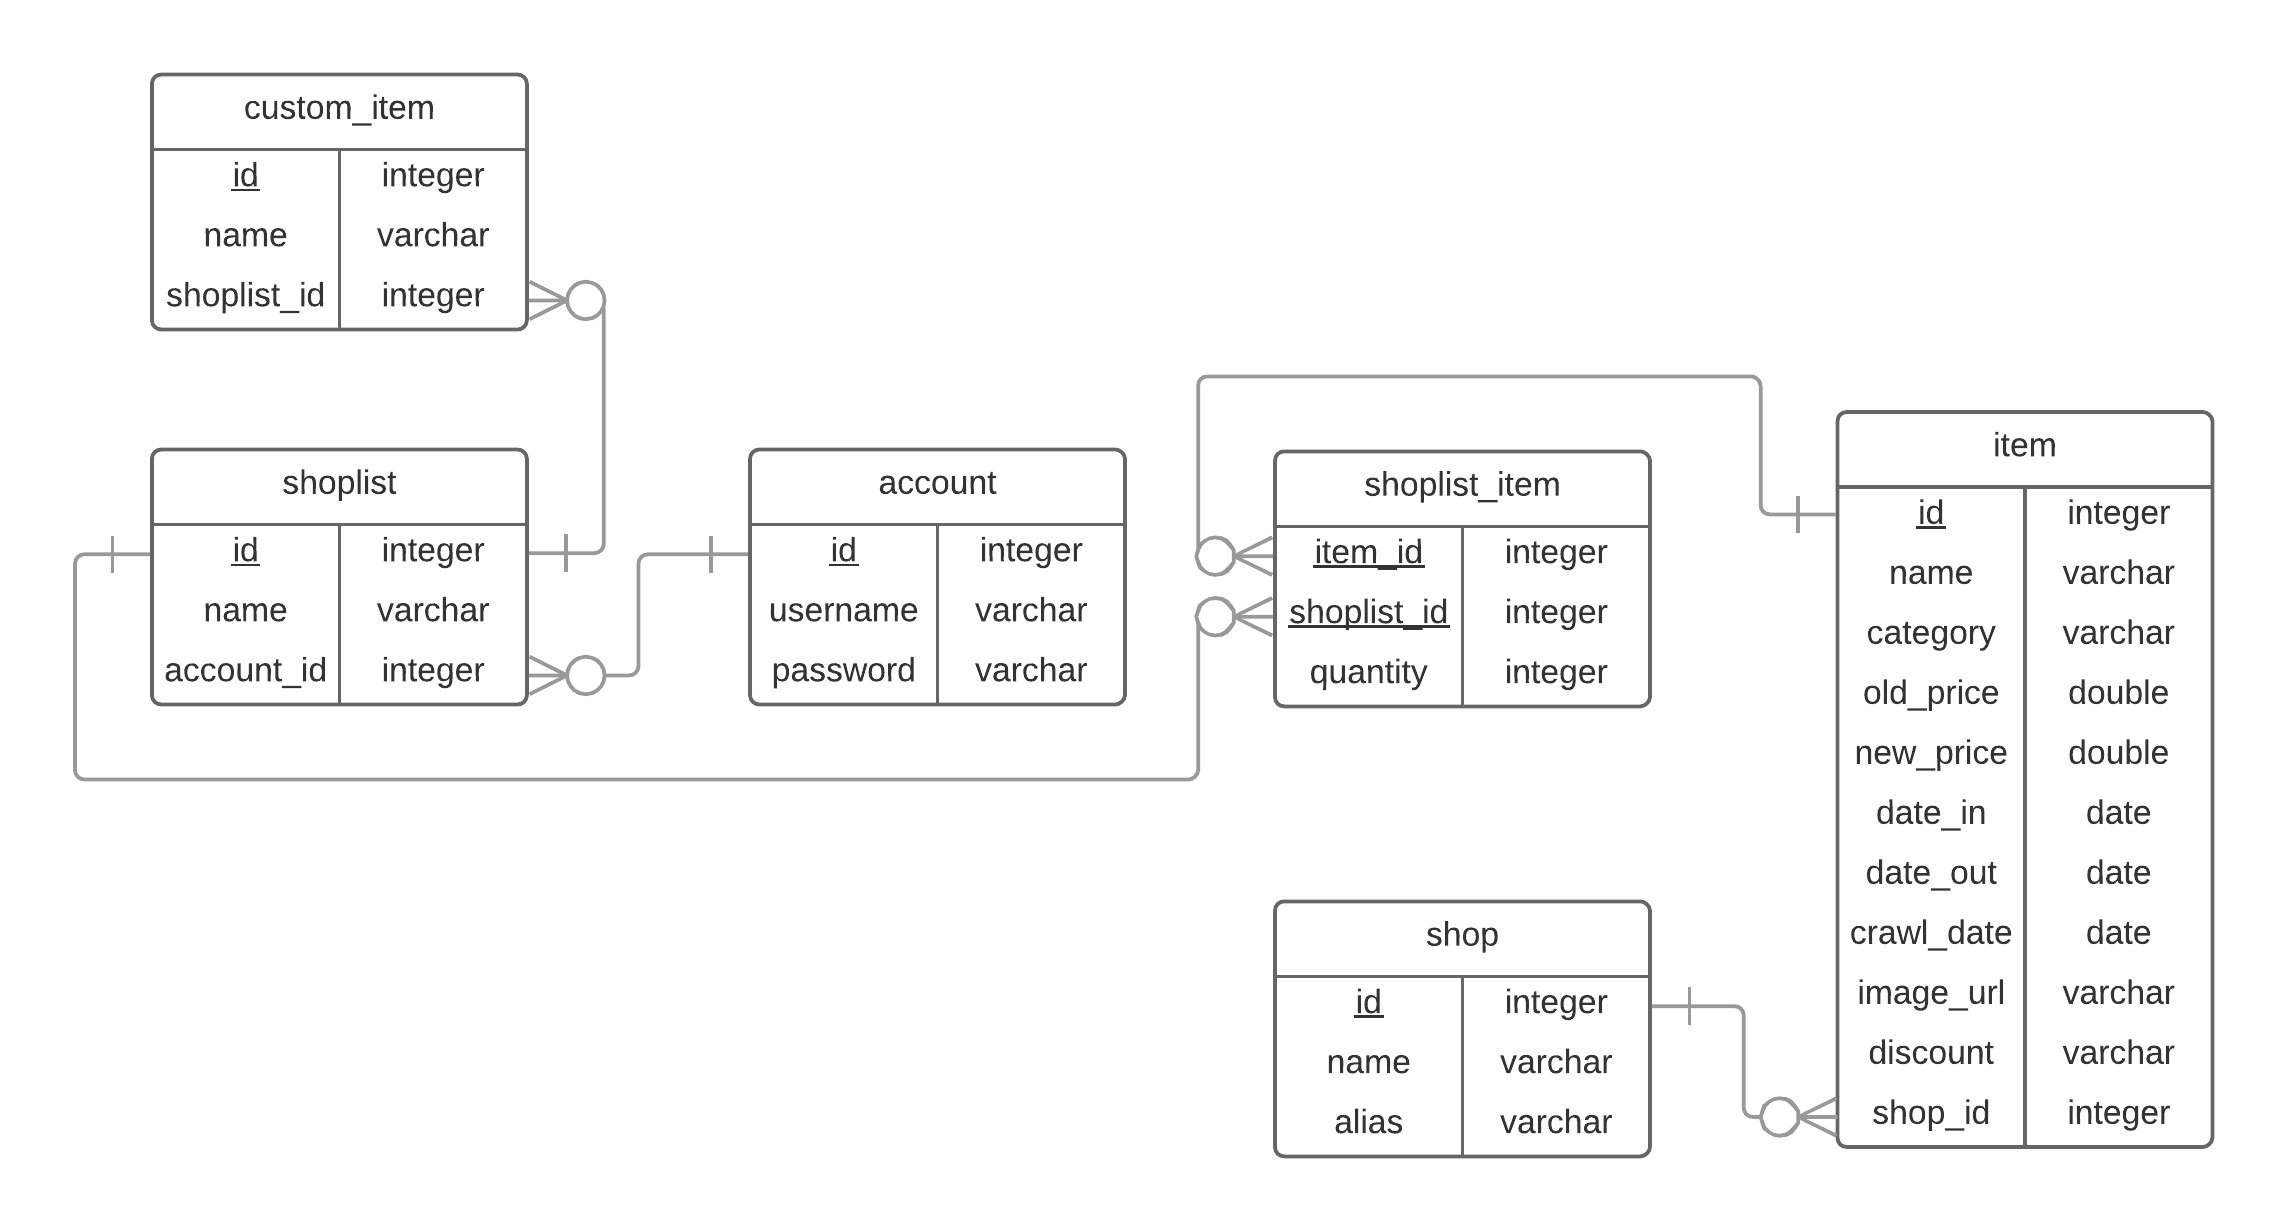 custom_item
id integer
name varchar
shoplist_id integer
shoplist
id integer
name varchar
account_id integer
account
id integer
username varchar
password varchar
shoplist_item
item_id integer
shoplist_id integer
quantity integer
item
id integer
name varchar
category varchar
old_price double
new_price double
date_in date
date_out date
crawl_date date
image_url varchar
discount varchar
shop_id integer
shop
id integer
name varchar
alias varchar